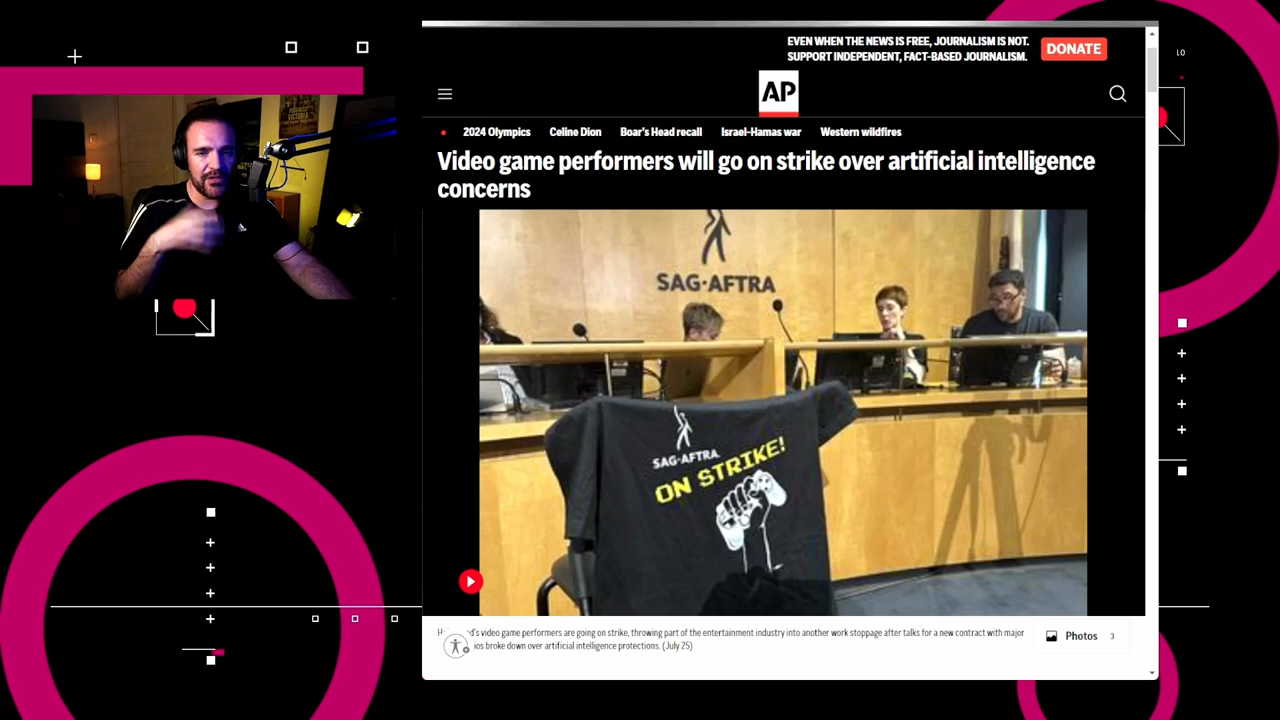 EVEN WHEN THE NEWS IS FREE, JOURNALISM IS NOT.
SUPPORT INDEPENDENT, FACT-BASED JOURNALISM.
DONATE
AP
2024 Olympics Celine Dion Boar's Head recall Israel-Hamas war Western wildfires
Video game performers will go on strike over artificial intelligence
concerns
SAG·AFTRA
SAG·AFTRA
ON STRIKE!
video game performers are going on strike, throwing part of the entertainment industry into another work stoppage after talks for a new contract with major
broke down over artificial intelligence protections. (July 25)
Photos 3